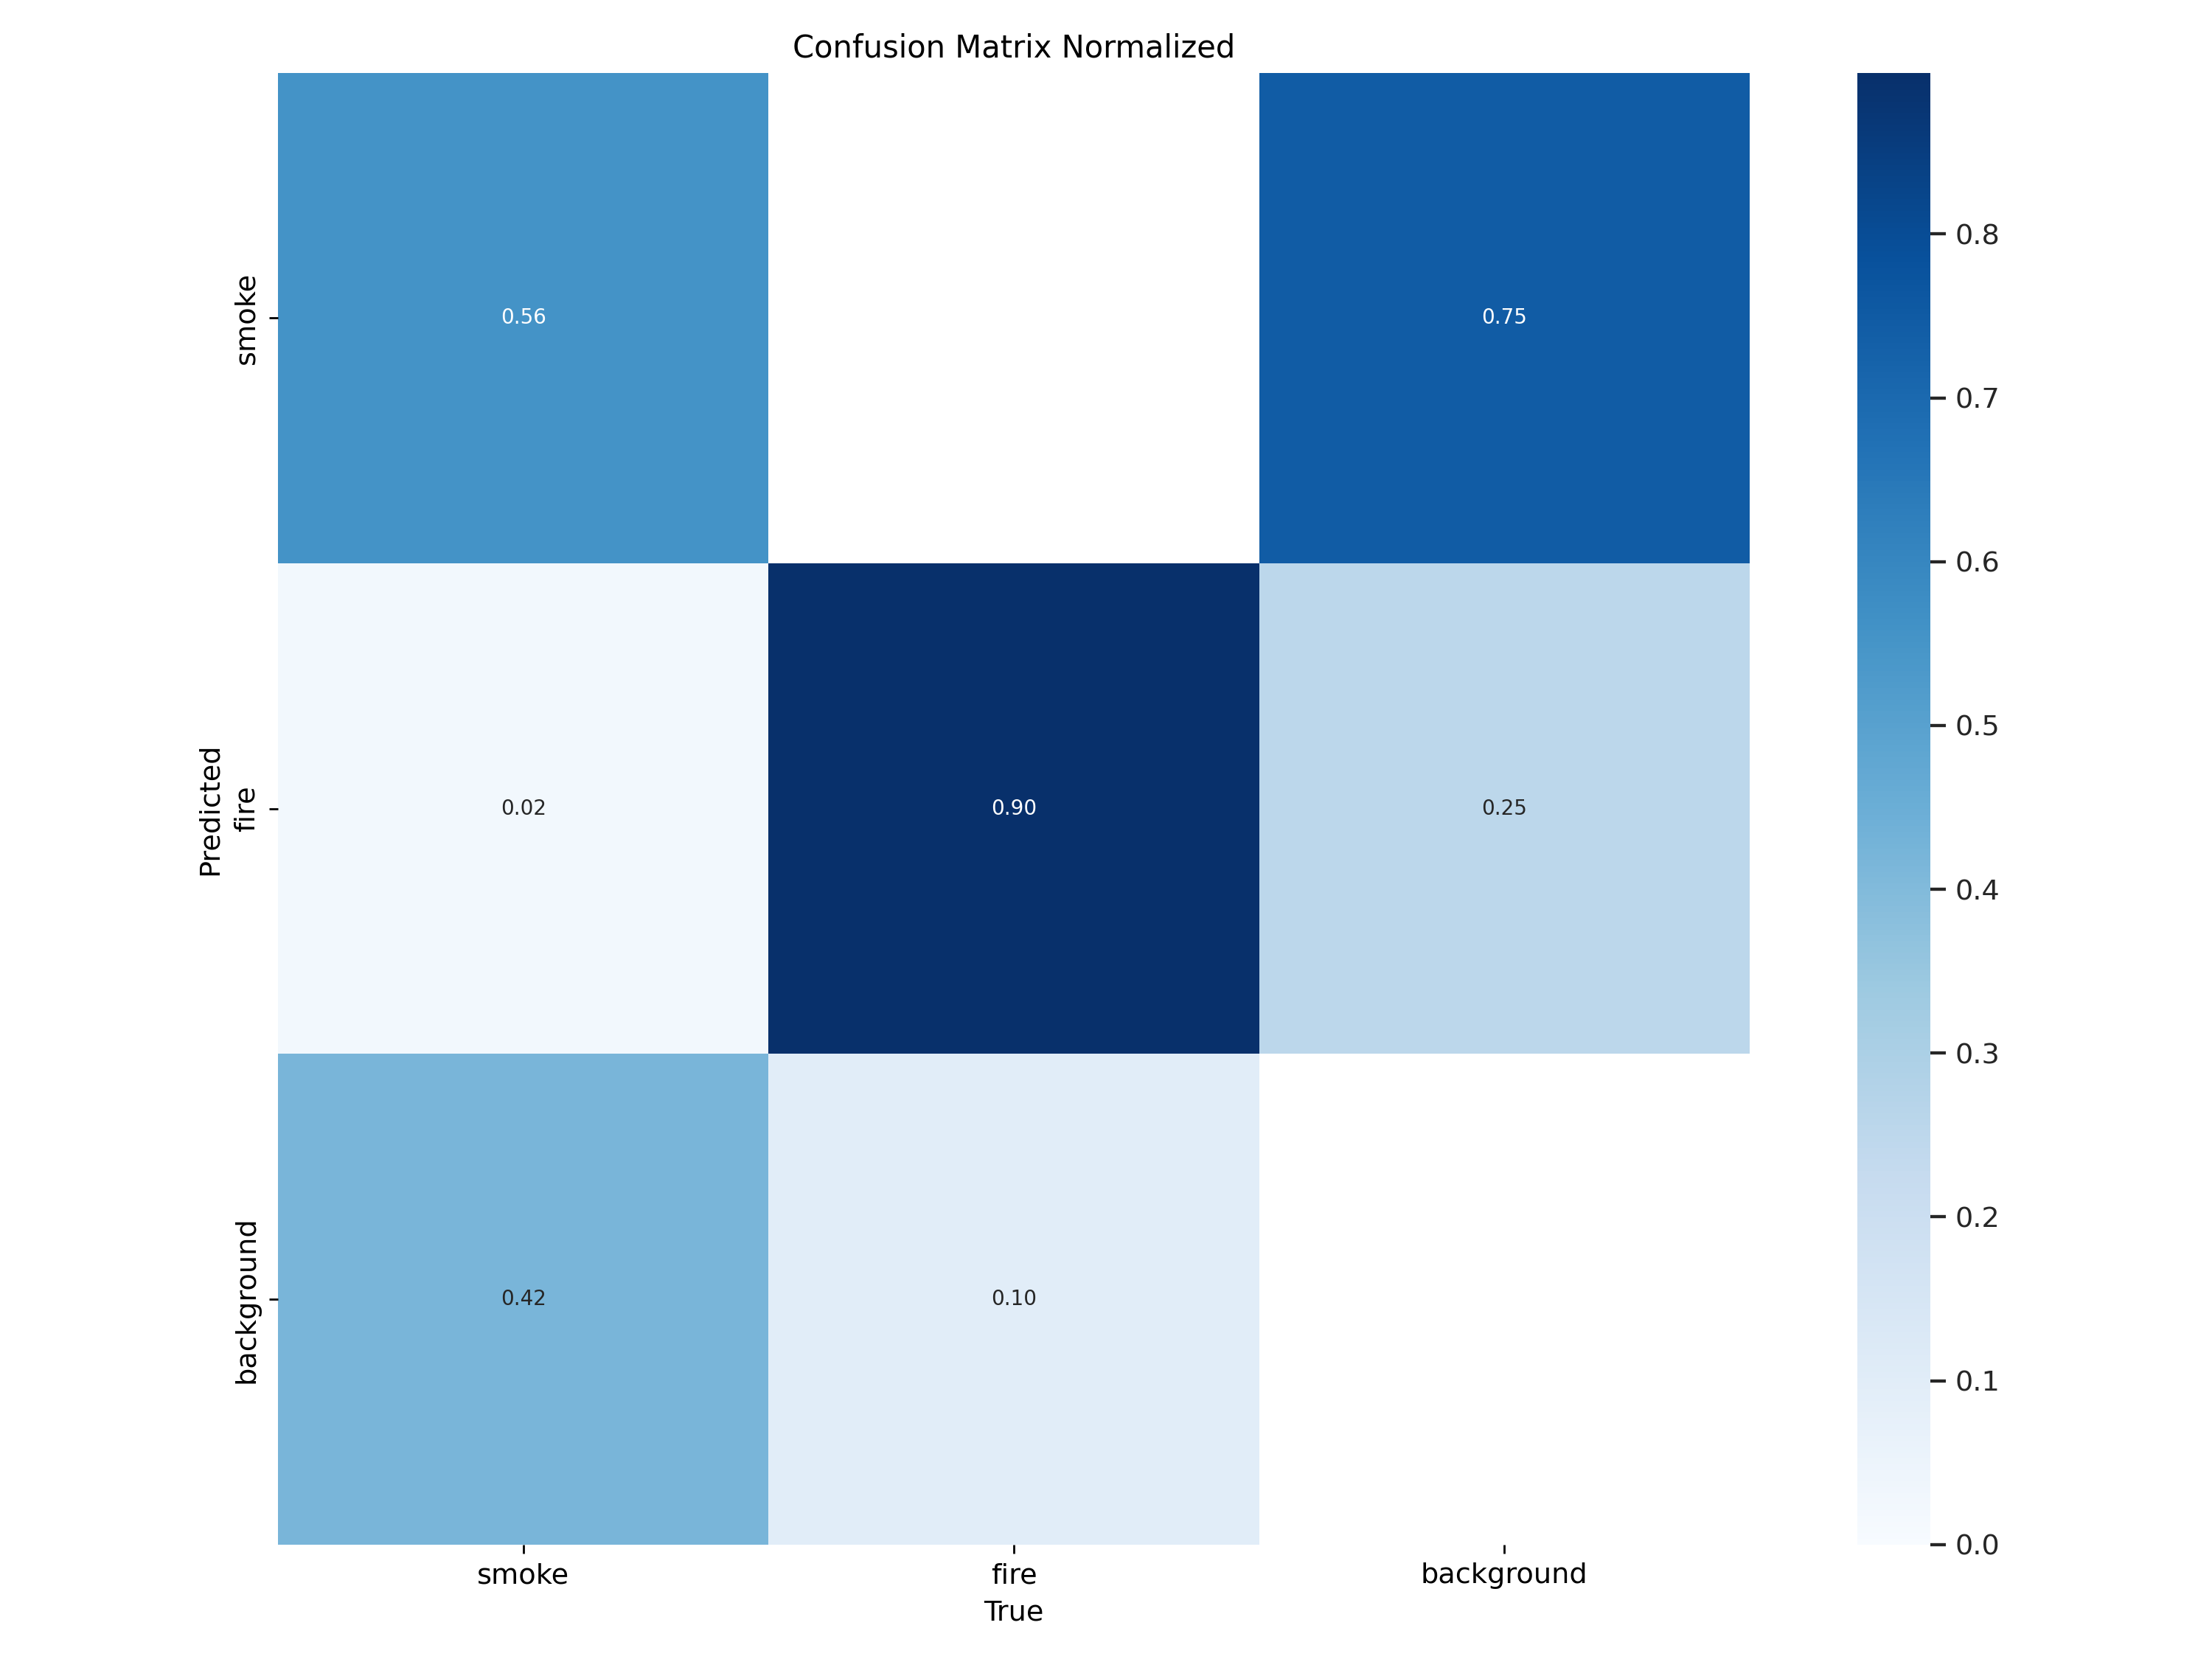 Confusion Matrix Normalized
smoke
0.56
0.75
Predicted
fire
0.02
0.90
0.25
background
0.42
0.10
smoke
fire
background
True
0.8
0.7
0.6
0.5
0.4
0.3
0.2
0.1
0.0